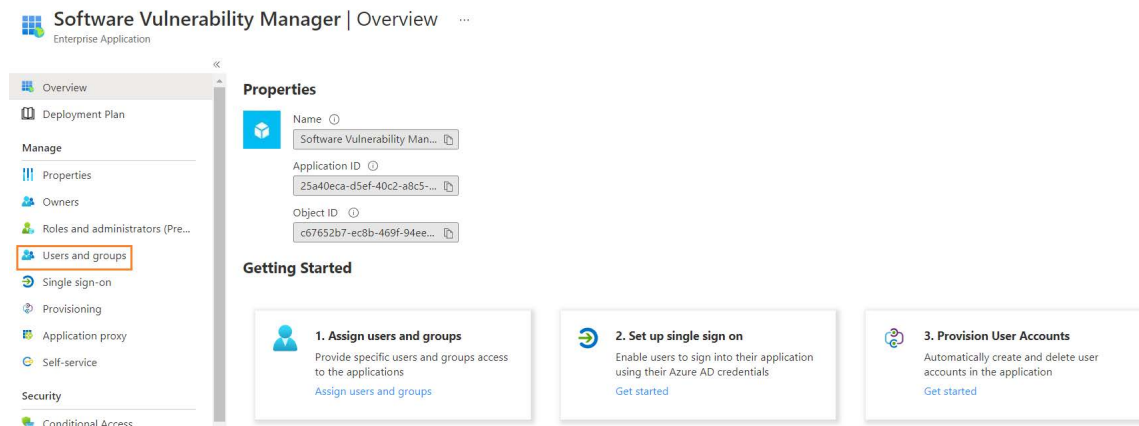 Software Vulnerability Manager | Overview ...
Enterprise Application
«
Overview
Deployment Plan
Manage
Properties
Owners
Roles and administrators (Pre...
Users and groups
Single sign-on
Provisioning
Application proxy
Self-service
Security
Conditional Access
Properties
Name
Software Vulnerability Man...
Application ID
25a40eca-d5ef-40c2-a8c5-...
Object ID
c67652b7-ec8b-469f-94ee...
Getting Started
1. Assign users and groups
Provide specific users and groups access
to the applications
Assign users and groups
2. Set up single sign on
Enable users to sign into their application
using their Azure AD credentials
Get started
3. Provision User Accounts
Automatically create and delete user
accounts in the application
Get started